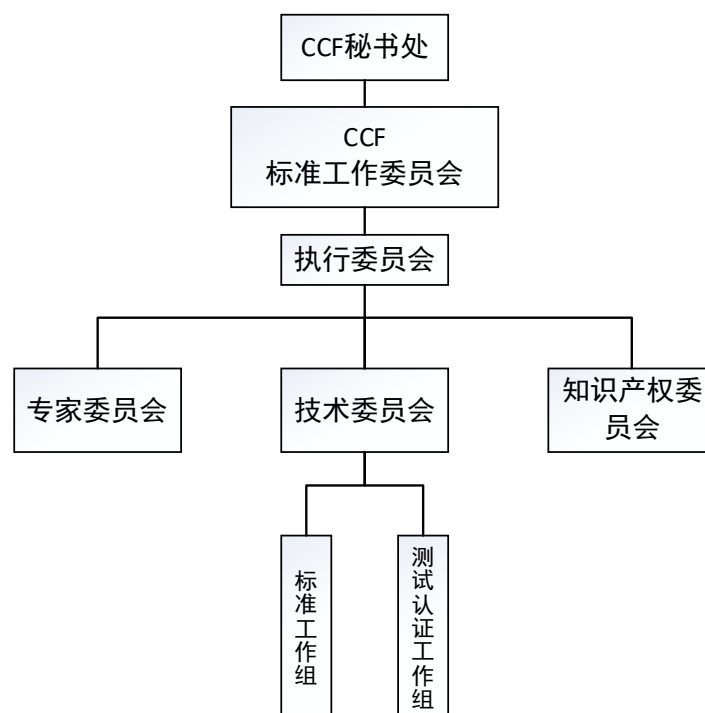 CCF秘书处
CCF
标准工作委员会
执行委员会
专家委员会
技术委员会
知识产权委
员会
标准工作组
测试认证工作组